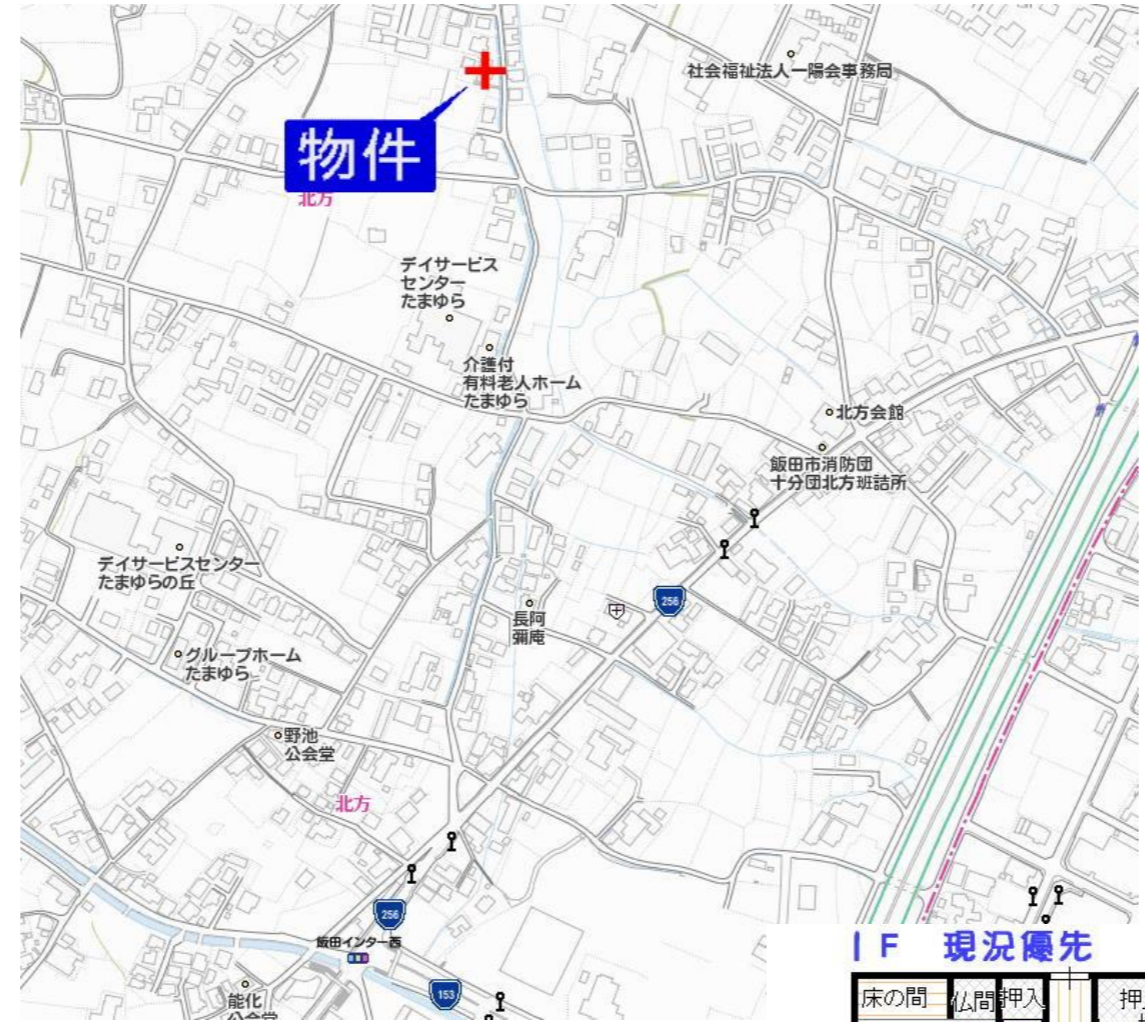 社会福祉法人一陽会事務局
物件
北方
デイサービス
センター
たまゆら
介護付
有料老人ホーム
たまゆら
北方会館
飯田市消防団
十分団北方班詰所
デイサービスセンター
たまゆらの丘
256
長阿
彌庵
グループホーム
たまゆら
野池
公会堂
北方
256
飯田インター西
153
能化
公会堂
1F 現況優先
床の間
仏間
押入
押